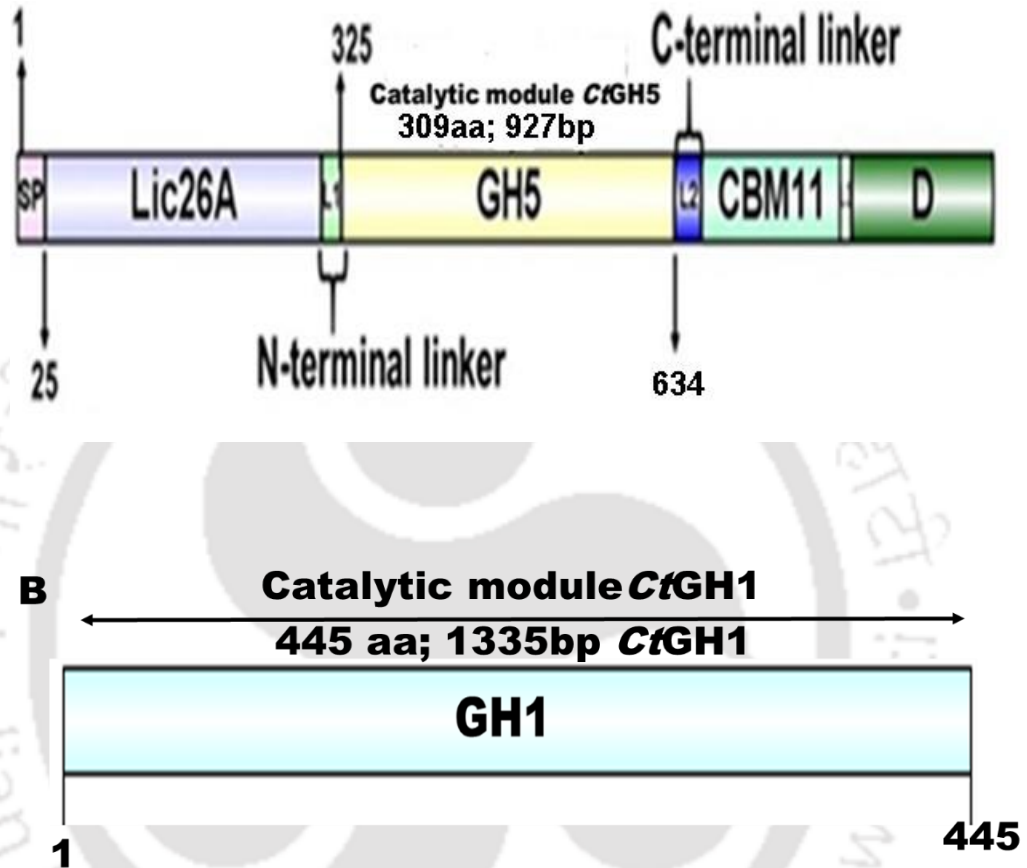 1
325
C-terminal linker
Catalytic module CtGH5
309aa; 927bp
SP Lic26A L1 GH5 L2 CBM11 D
25
N-terminal linker
634
B
Catalytic module CtGH1
445 aa; 1335bp CtGH1
GH1
1
445